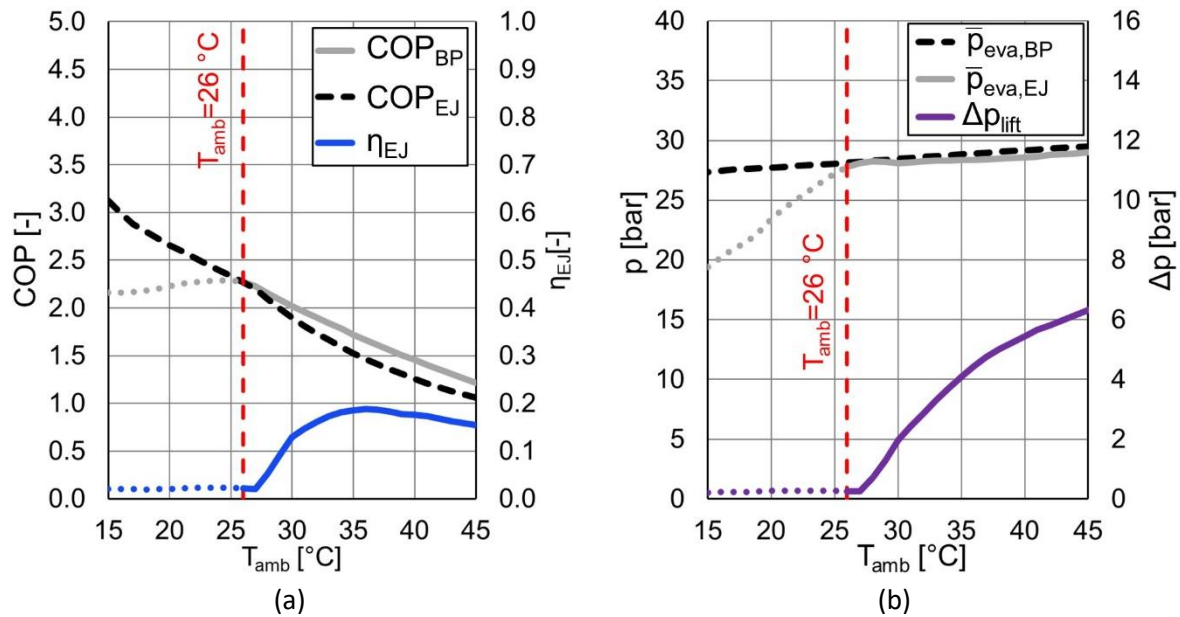 5.0
4.5
4.0
3.5
3.0
2.5
2.0
1.5
1.0
0.5
0.0
COP [-]
1.0
0.9
0.8
0.7
0.6
0.5
0.4
0.3
0.2
0.1
0.0
ηEJ[-]
COPBP
COPEJ
ηEJ
Tamb=26 °C
15 20 25 30 35 40 45
Tamb [°C]
(a)
40
35
30
25
20
15
10
5
0
p [bar]
16
14
12
10
8
6
4
2
0
Δp [bar]
p̅eva,BP
p̅eva,EJ
Δplift
Tamb=26 °C
15 20 25 30 35 40 45
Tamb [°C]
(b)